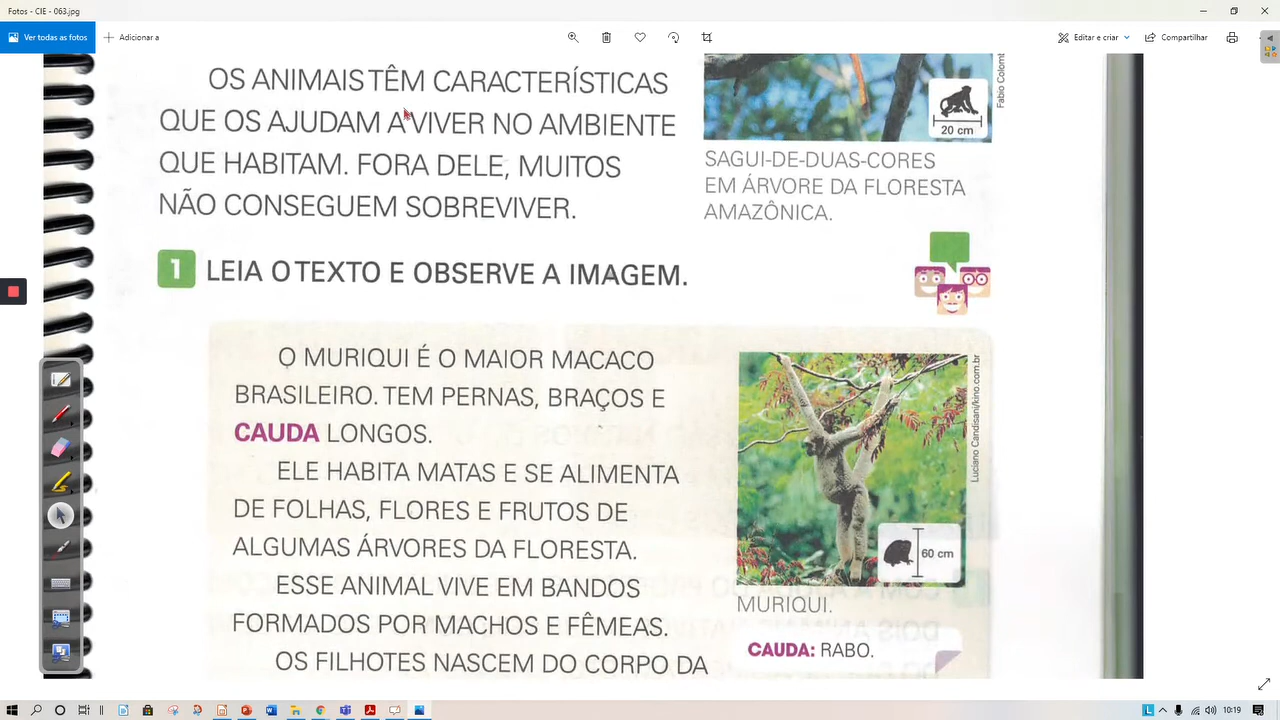 Fotos - CIE - 063.jpg
Ver todas as fotos
Adicionar a
Editar e criar
Compartilhar
OS ANIMAIS TÊM CARACTERÍSTICAS
QUE OS AJUDAM A VIVER NO AMBIENTE
QUE HABITAM. FORA DELE, MUITOS
NÃO CONSEGUEM SOBREVIVER.
20 cm
Fabio Colomb
SAGUI-DE-DUAS-CORES
EM ÁRVORE DA FLORESTA
AMAZÔNICA.
1 LEIA O TEXTO E OBSERVE A IMAGEM.
O MURIQUI É O MAIOR MACACO
BRASILEIRO. TEM PERNAS, BRAÇOS E
CAUDA LONGOS.
ELE HABITA MATAS E SE ALIMENTA
DE FOLHAS, FLORES E FRUTOS DE
ALGUMAS ÁRVORES DA FLORESTA.
ESSE ANIMAL VIVE EM BANDOS
FORMADOS POR MACHOS E FÊMEAS.
OS FILHOTES NASCEM DO CORPO DA
Luciano Candisani/kino.com.br
60 cm
MURIQUI.
CAUDA: RABO.
10:19